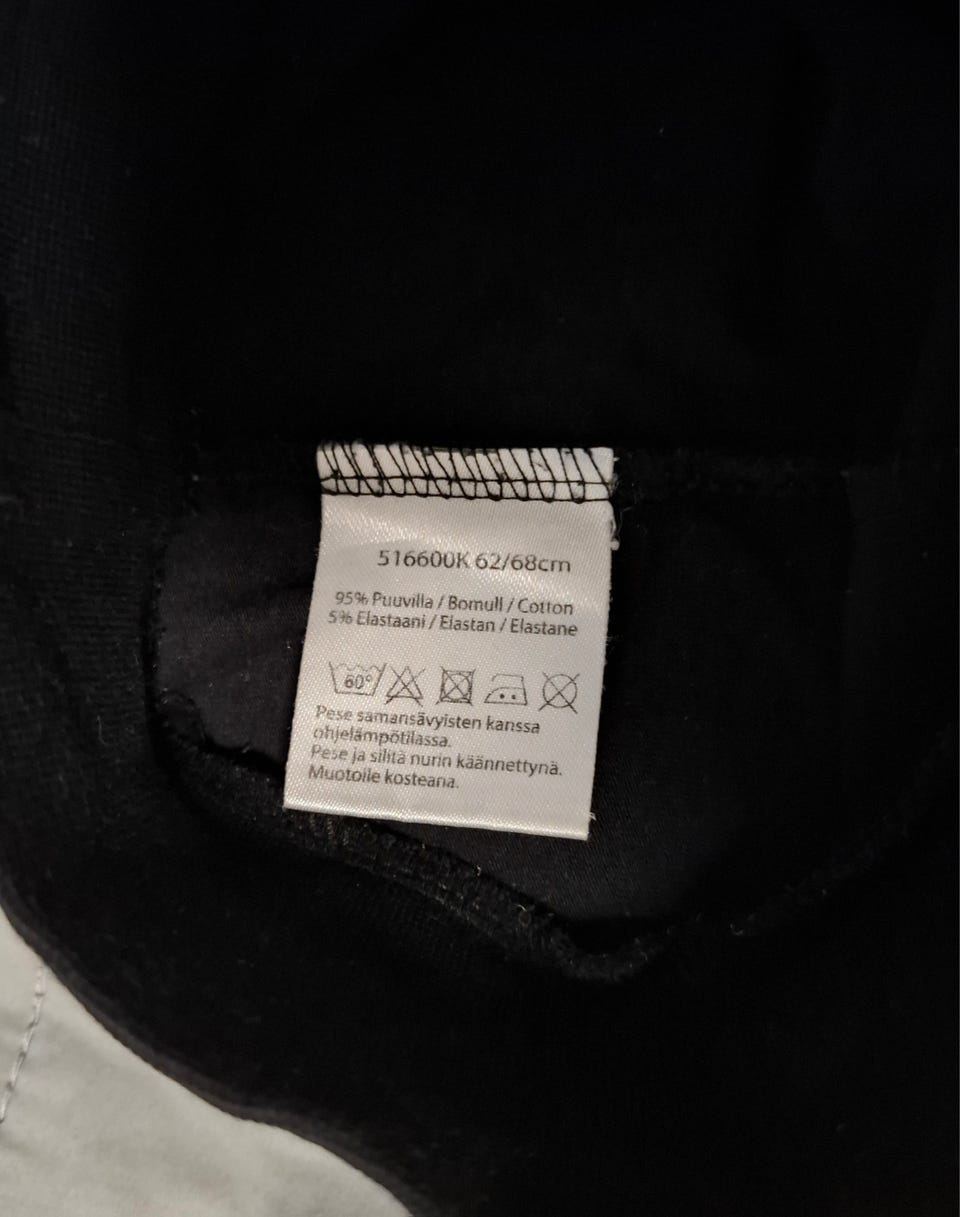 516600K 62/68cm
95% Puuvilla / Bomull / Cotton
5% Elastaani / Elastan / Elastane
60°
Pese samansävyisten kanssa
ohjelämpötilassa.
Pese ja silitä nurin käännettynä.
Muotoile kosteana.